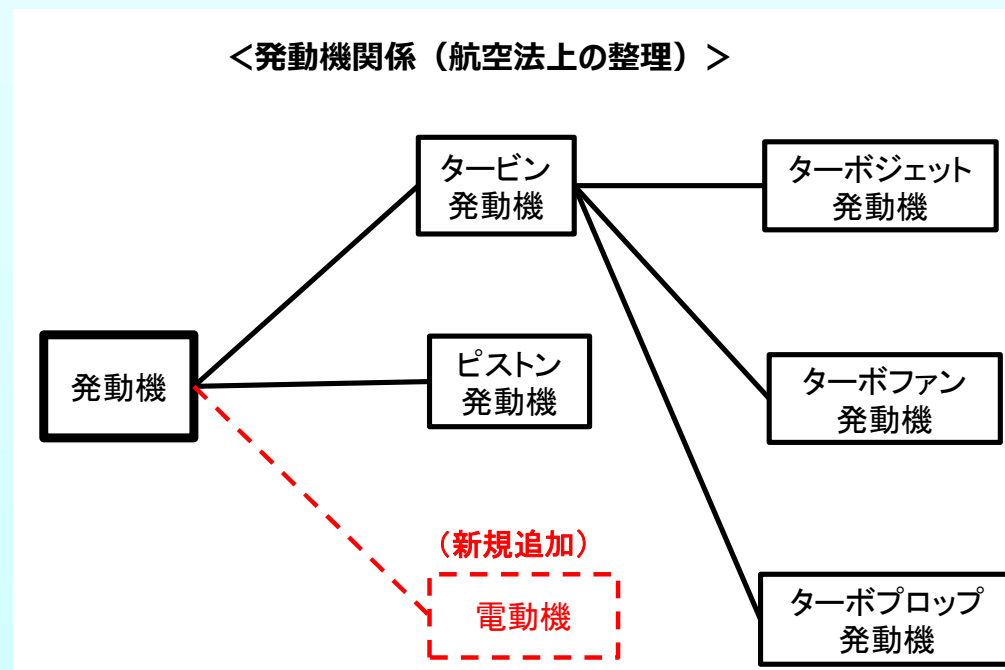 ＜発動機関係（航空法上の整理）＞
タービン
発動機
ターボジェット
発動機
発動機
ピストン
発動機
ターボファン
発動機
（新規追加）
電動機
ターボプロップ
発動機